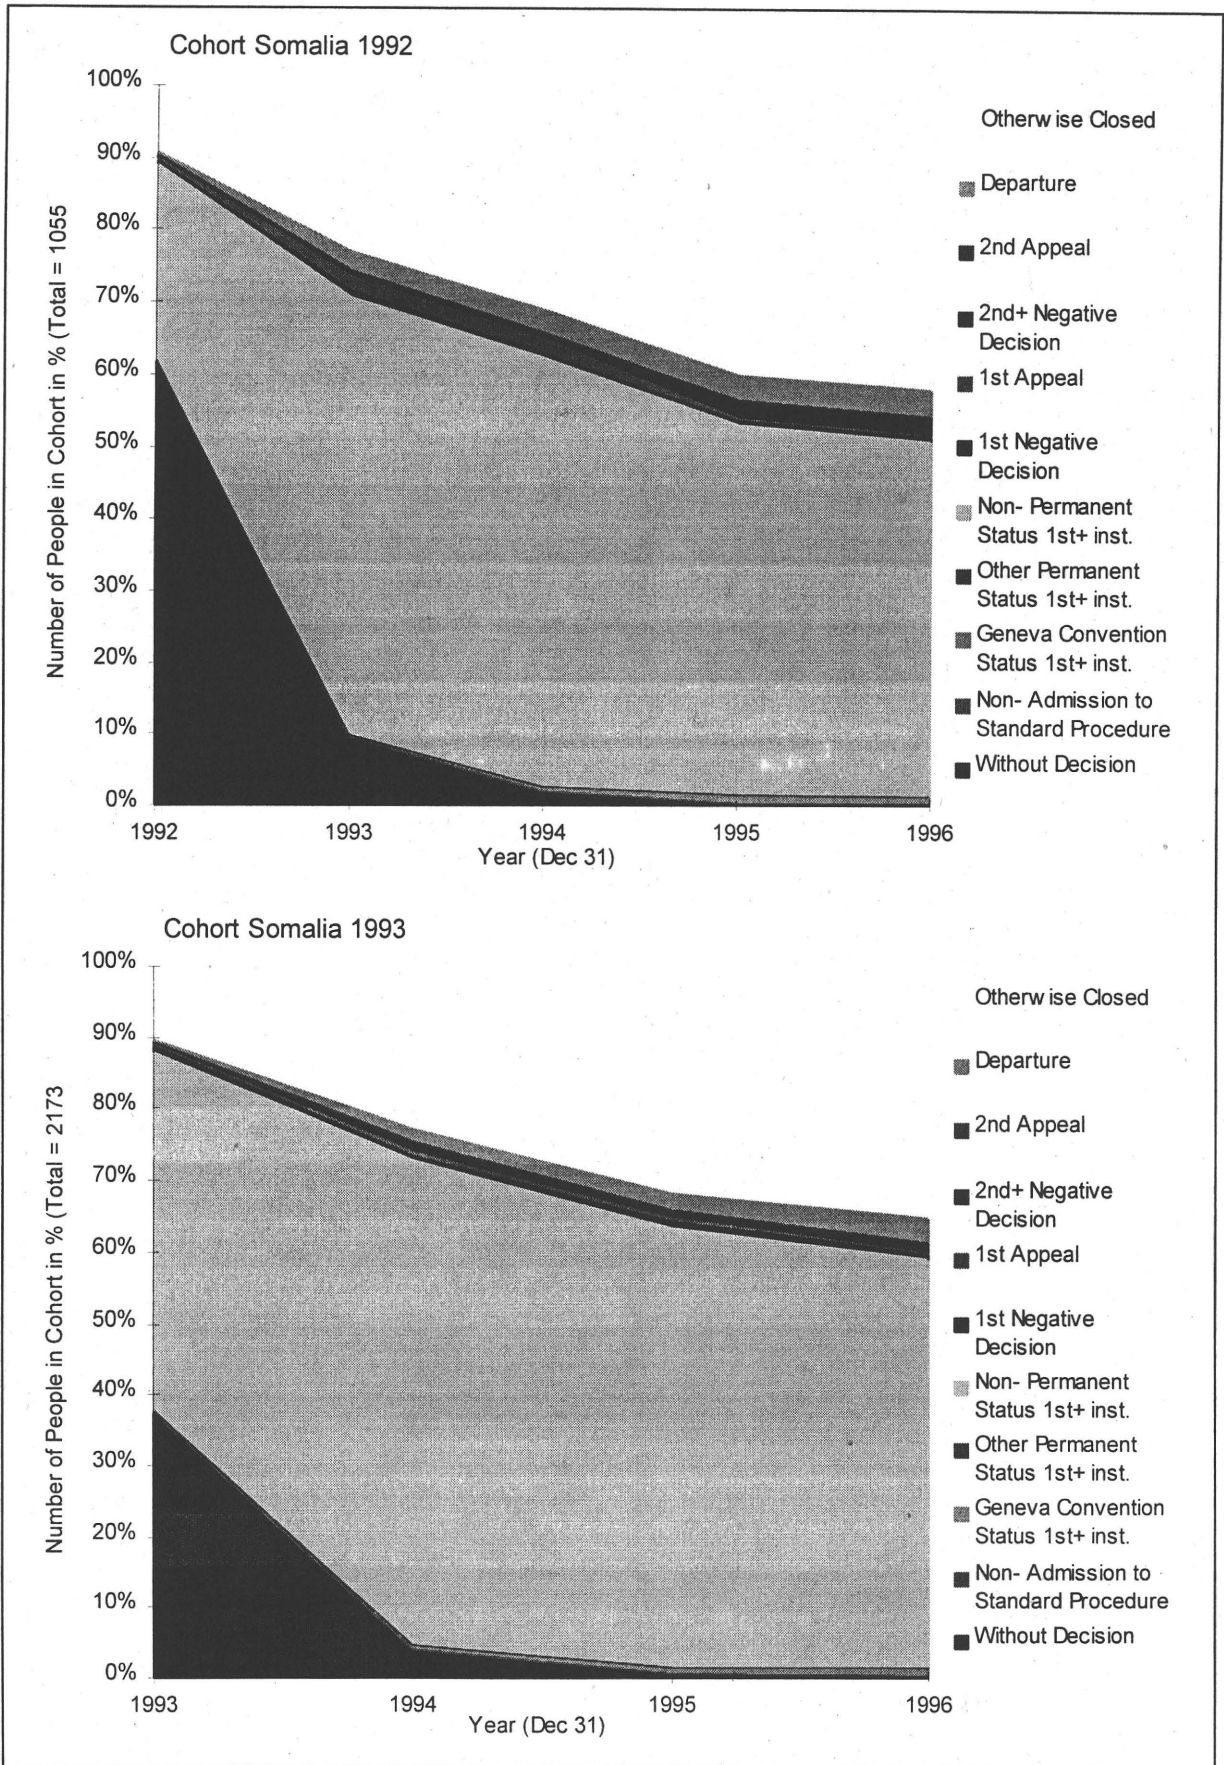 Cohort Somalia 1992
Number of People in Cohort in % (Total = 1055
100%
90%
80%
70%
60%
50%
40%
30%
20%
10%
0%
1992 1993 1994 1995 1996
Year (Dec 31)
Otherwise Closed
Departure
2nd Appeal
2nd+ Negative
Decision
1st Appeal
1st Negative
Decision
Non- Permanent
Status 1st+ inst.
Other Permanent
Status 1st+ inst.
Geneva Convention
Status 1st+ inst.
Non- Admission to
Standard Procedure
Without Decision
Cohort Somalia 1993
Number of People in Cohort in % (Total = 2173
100%
90%
80%
70%
60%
50%
40%
30%
20%
10%
0%
1993 1994 1995 1996
Year (Dec 31)
Otherwise Closed
Departure
2nd Appeal
2nd+ Negative
Decision
1st Appeal
1st Negative
Decision
Non- Permanent
Status 1st+ inst.
Other Permanent
Status 1st+ inst.
Geneva Convention
Status 1st+ inst.
Non- Admission to
Standard Procedure
Without Decision